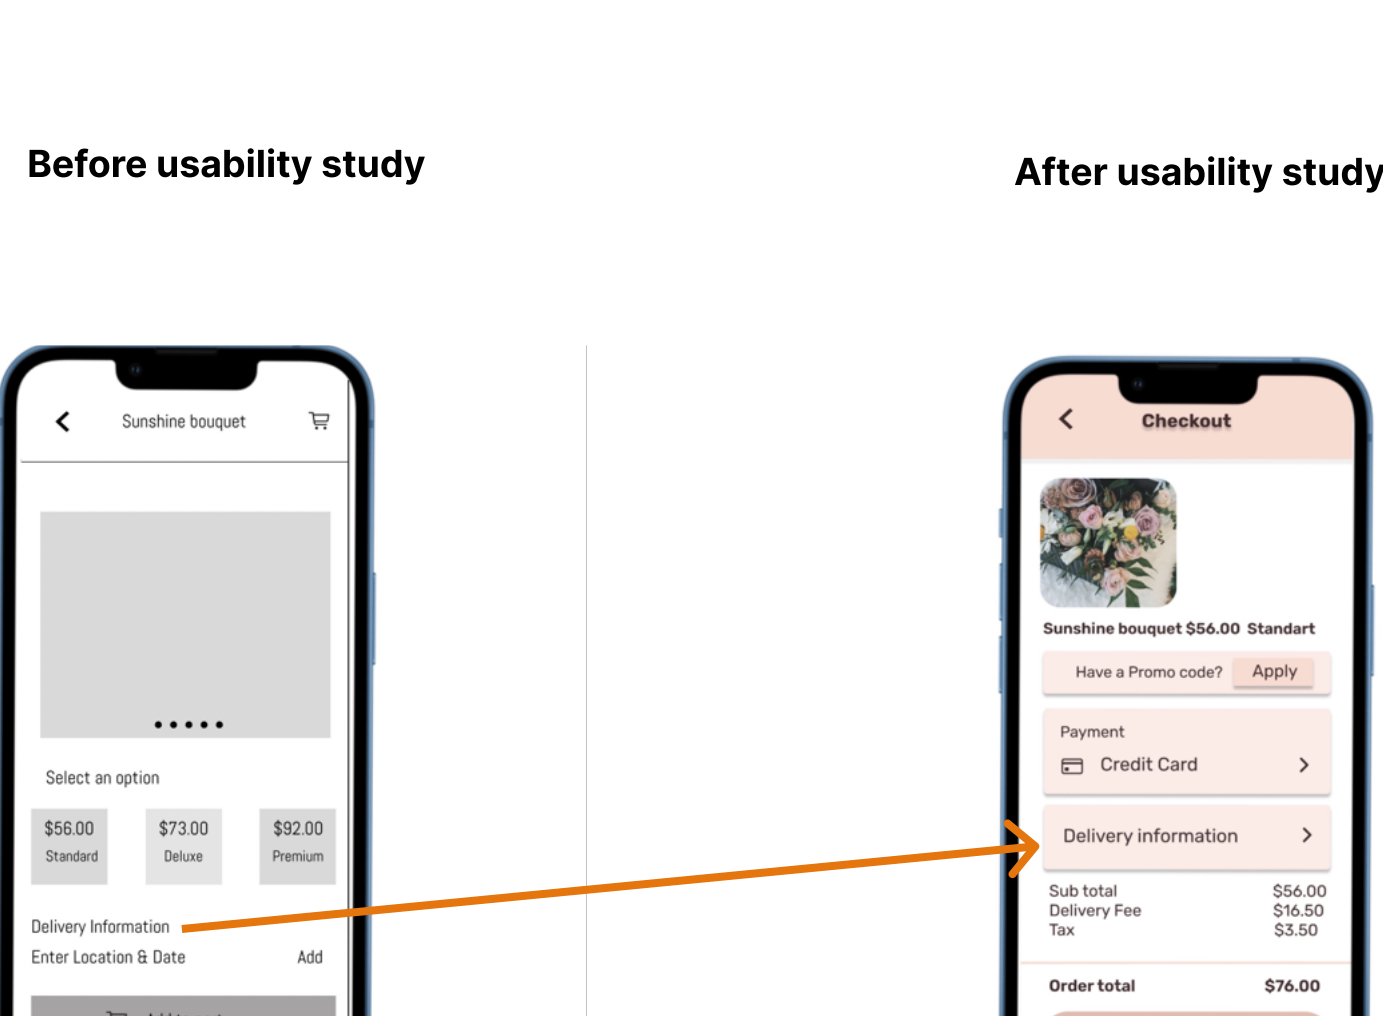 Before usability study
After usability study
Sunshine bouquet
Select an option
$56.00 $73.00 $92.00
Standard Deluxe Premium
Delivery Information
Enter Location & Date Add
Checkout
Sunshine bouquet $56.00 Standart
Have a Promo code? Apply
Payment
Credit Card
Delivery information
Sub total $56.00
Delivery Fee $16.50
Tax $3.50
Order total $76.00